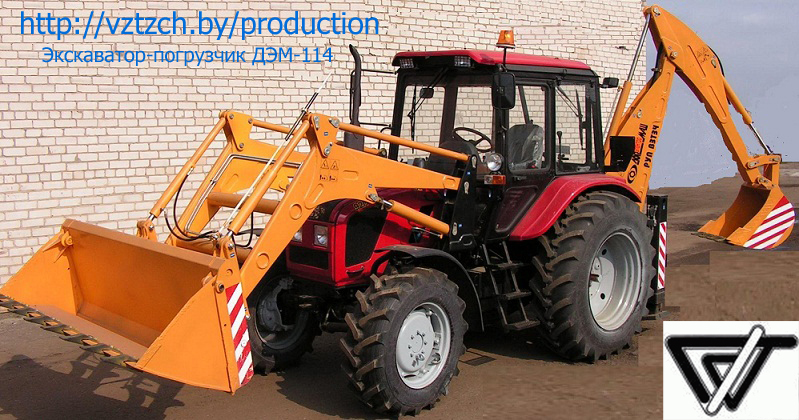 http://vztzch.by/production
Экскаватор-погрузчик ДЭМ-114